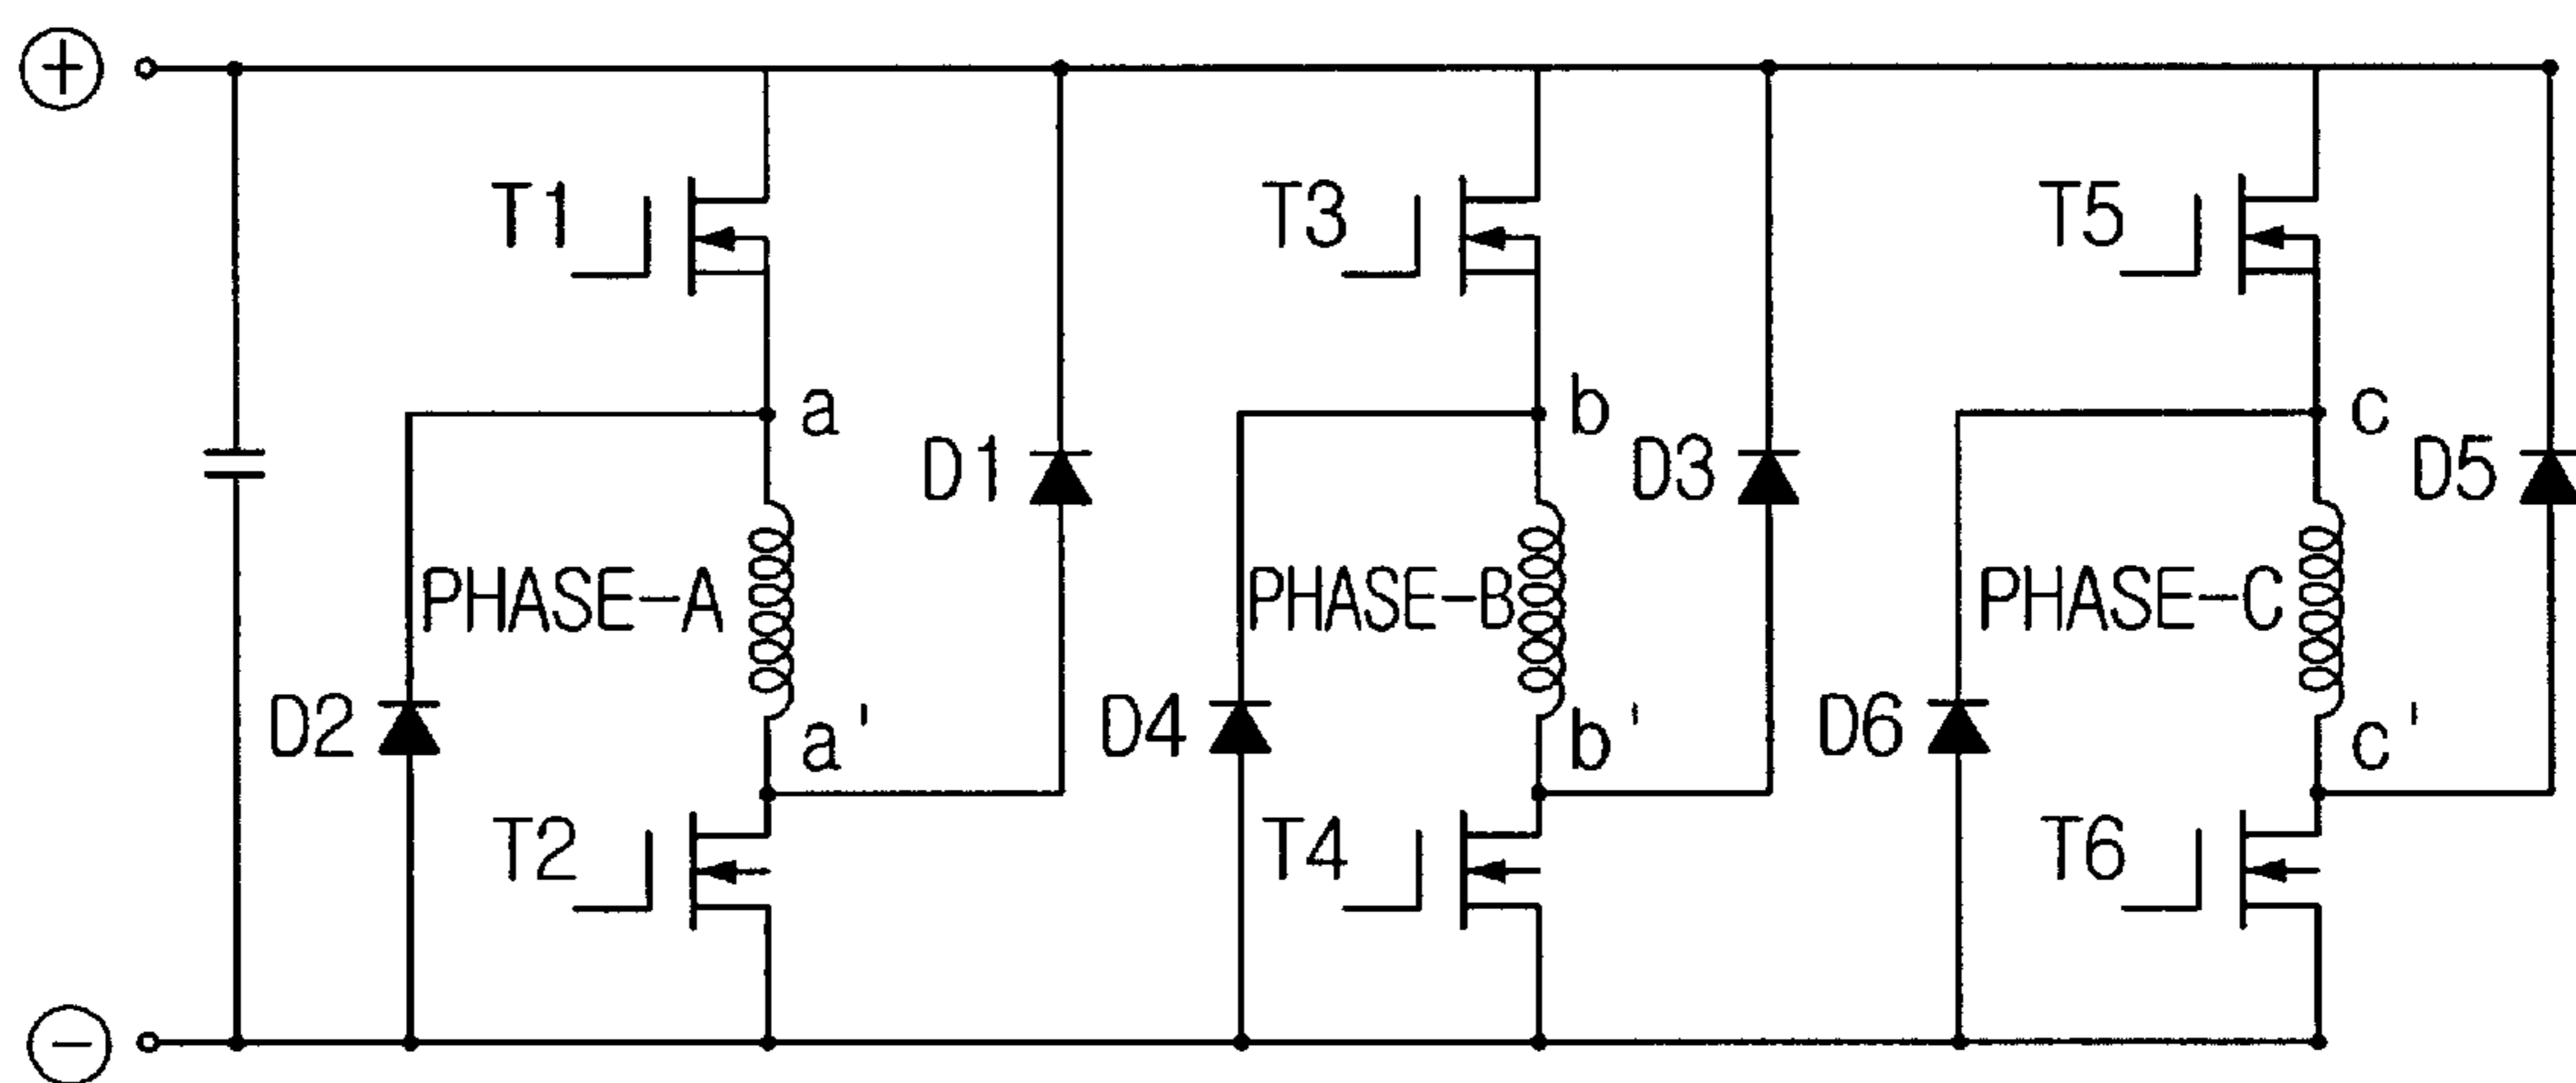 +
T1
T3
T5
a
b
c
D1
D3
D5
PHASE-A
PHASE-B
PHASE-C
D2
a'
D4
b'
D6
c'
T2
T4
T6
-